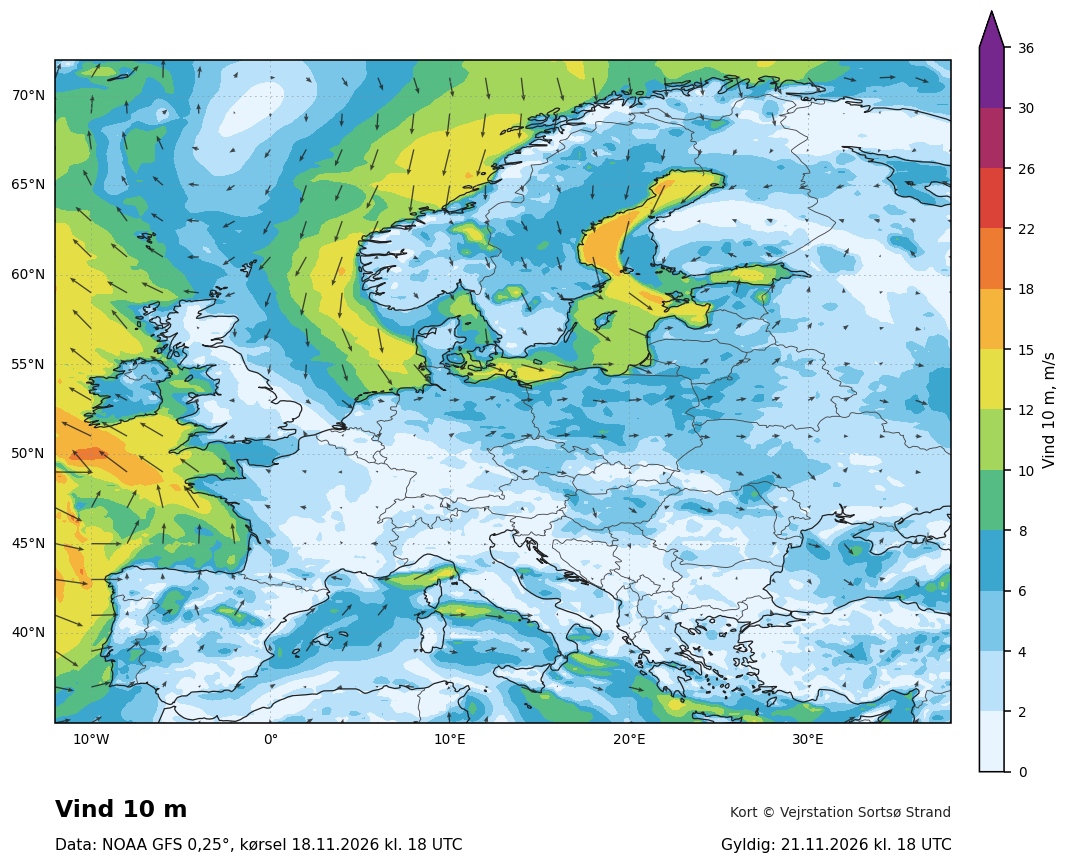 36
30
26
22
18
15
12
10
8
6
4
2
0
Vind 10 m, m/s
70°N
65°N
60°N
55°N
50°N
45°N
40°N
10°W
0°
10°E
20°E
30°E
Vind 10 m
Kort © Vejrstation Sortsø Strand
Data: NOAA GFS 0,25°, kørsel 18.11.2026 kl. 18 UTC
Gyldig: 21.11.2026 kl. 18 UTC